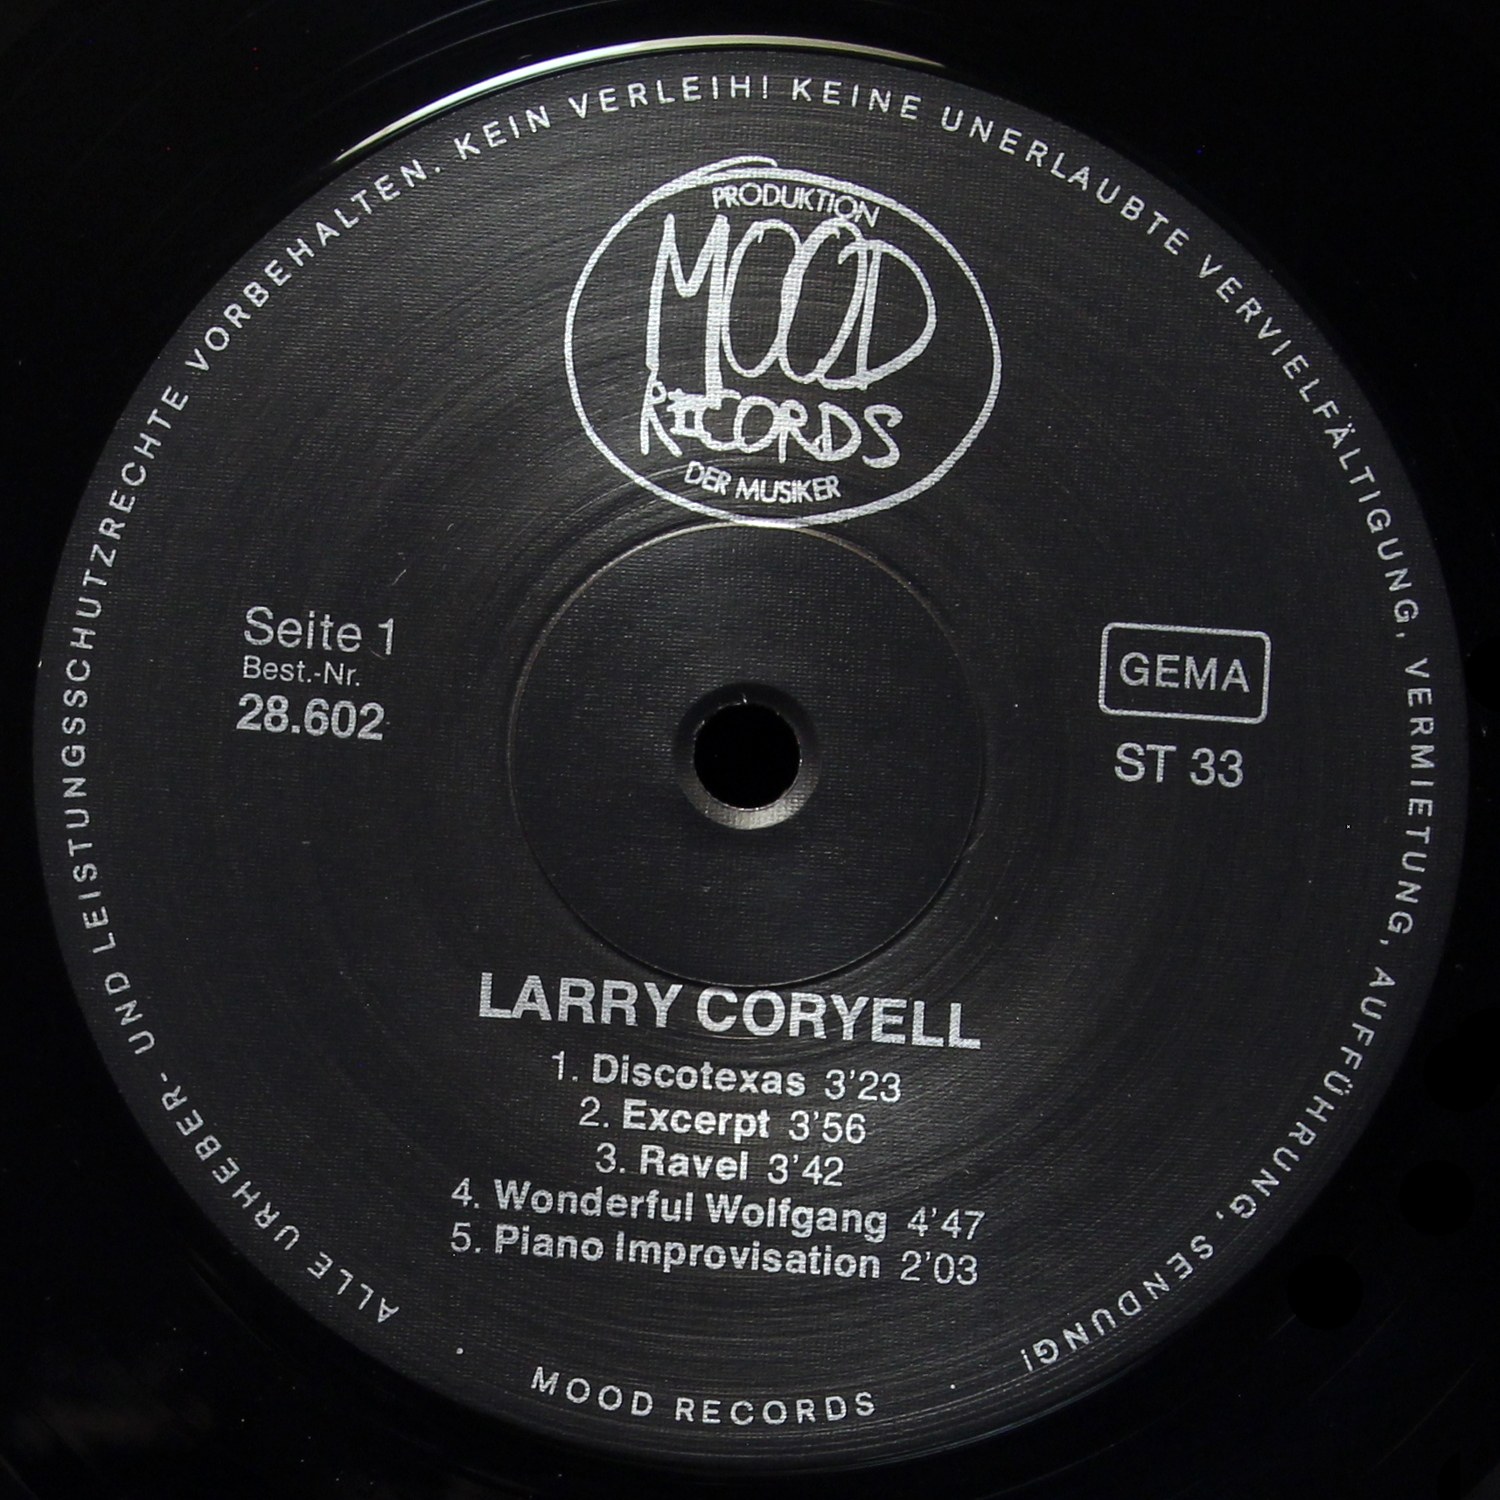 ALLE URHEBER- UND LEISTUNGSSCHUTZRECHTE VORBEHALTEN. KEIN VERLEIH! KEINE UNERLAUBTE VERVIELFÄLTIGUNG, VERMIETUNG, AUFFÜHRUNG, SENDUNG!
PRODUKTION
MOOD
RECORDS
DER MUSIKER
Seite 1
Best.-Nr.
28.602
GEMA
ST 33
LARRY CORYELL
1. Discotexas 3'23
2. Excerpt 3'56
3. Ravel 3'42
4. Wonderful Wolfgang 4'47
5. Piano Improvisation 2'03
· MOOD RECORDS ·